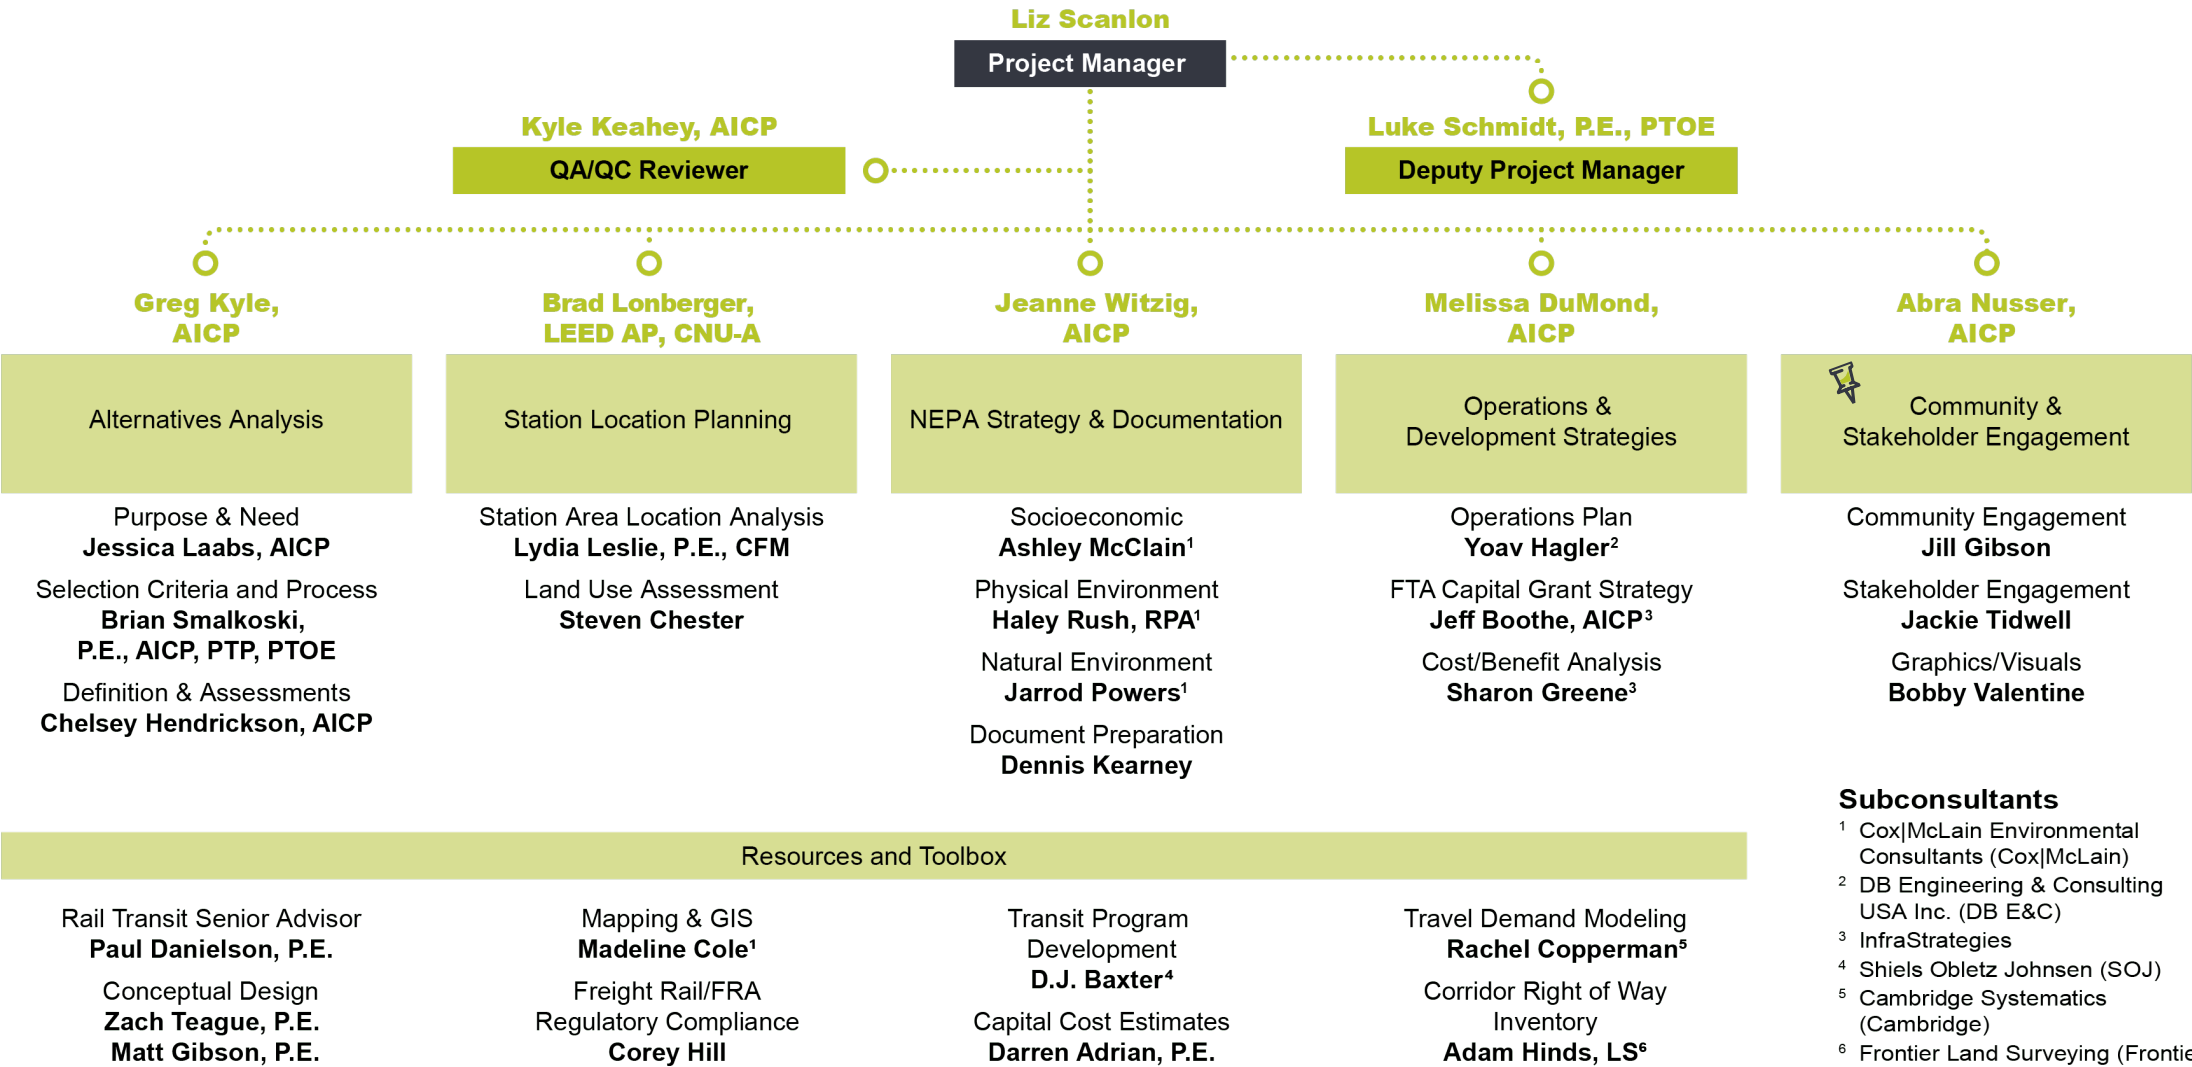 Liz Scanlon
Project Manager
Kyle Keahey, AICP
QA/QC Reviewer
Luke Schmidt, P.E., PTOE
Deputy Project Manager
Greg Kyle,
AICP
Alternatives Analysis
Purpose & Need
Jessica Laabs, AICP
Selection Criteria and Process
Brian Smalkoski,
P.E., AICP, PTP, PTOE
Definition & Assessments
Chelsey Hendrickson, AICP
Brad Lonberger,
LEED AP, CNU-A
Station Location Planning
Station Area Location Analysis
Lydia Leslie, P.E., CFM
Land Use Assessment
Steven Chester
Jeanne Witzig,
AICP
NEPA Strategy & Documentation
Socioeconomic
Ashley McClain¹
Physical Environment
Haley Rush, RPA¹
Natural Environment
Jarrod Powers¹
Document Preparation
Dennis Kearney
Melissa DuMond,
AICP
Operations &
Development Strategies
Operations Plan
Yoav Hagler²
FTA Capital Grant Strategy
Jeff Boothe, AICP³
Cost/Benefit Analysis
Sharon Greene³
Abra Nusser,
AICP
Community &
Stakeholder Engagement
Community Engagement
Jill Gibson
Stakeholder Engagement
Jackie Tidwell
Graphics/Visuals
Bobby Valentine
Resources and Toolbox
Rail Transit Senior Advisor
Paul Danielson, P.E.
Conceptual Design
Zach Teague, P.E.
Matt Gibson, P.E.
Mapping & GIS
Madeline Cole¹
Freight Rail/FRA
Regulatory Compliance
Corey Hill
Transit Program
Development
D.J. Baxter⁴
Capital Cost Estimates
Darren Adrian, P.E.
Travel Demand Modeling
Rachel Copperman⁵
Corridor Right of Way
Inventory
Adam Hinds, LS⁶
Subconsultants
¹ Cox|McLain Environmental
Consultants (Cox|McLain)
² DB Engineering & Consulting
USA Inc. (DB E&C)
³ InfraStrategies
⁴ Shiels Obletz Johnsen (SOJ)
⁵ Cambridge Systematics
(Cambridge)
⁶ Frontier Land Surveying